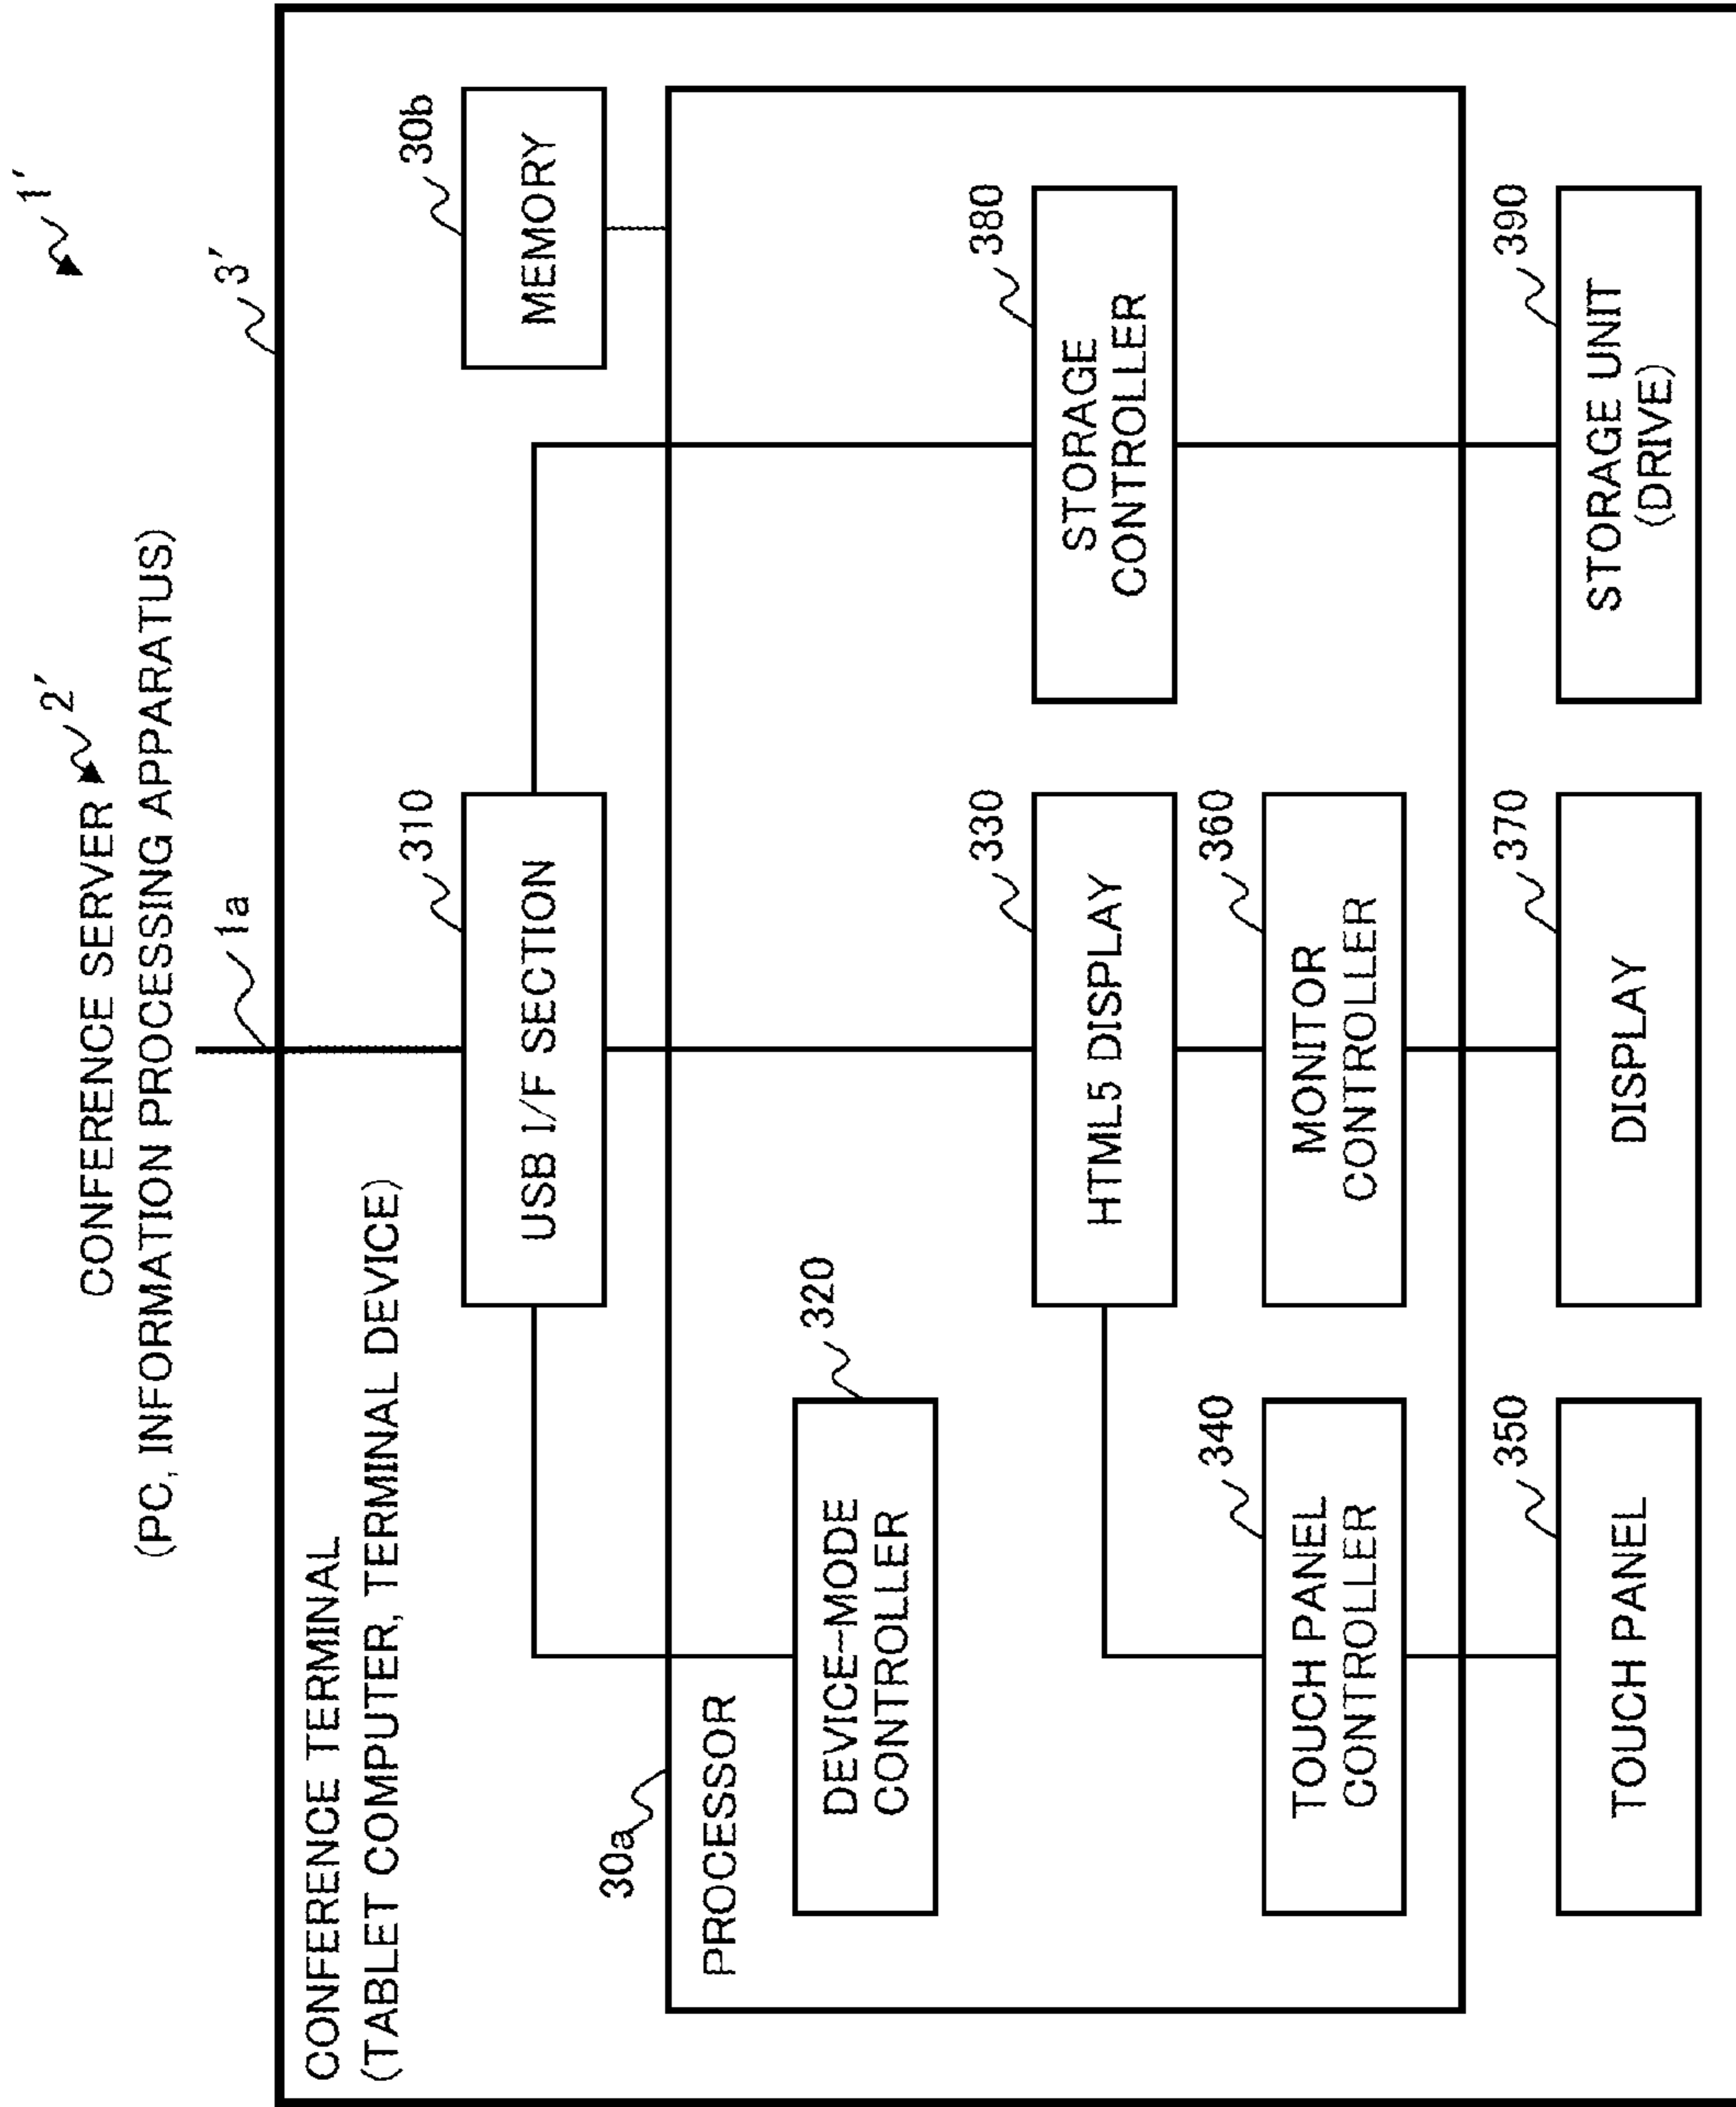 1'
CONFERENCE SERVER 2'
(PC, INFORMATION PROCESSING APPARATUS)
1a
3'
CONFERENCE TERMINAL
(TABLET COMPUTER, TERMINAL DEVICE)
310
30b
USB I/F SECTION
MEMORY
30a
PROCESSOR
320
DEVICE-MODE
CONTROLLER
330
380
HTML5 DISPLAY
STORAGE
CONTROLLER
340
360
TOUCH PANEL
CONTROLLER
MONITOR
CONTROLLER
350
370
390
TOUCH PANEL
DISPLAY
STORAGE UNIT
(DRIVE)